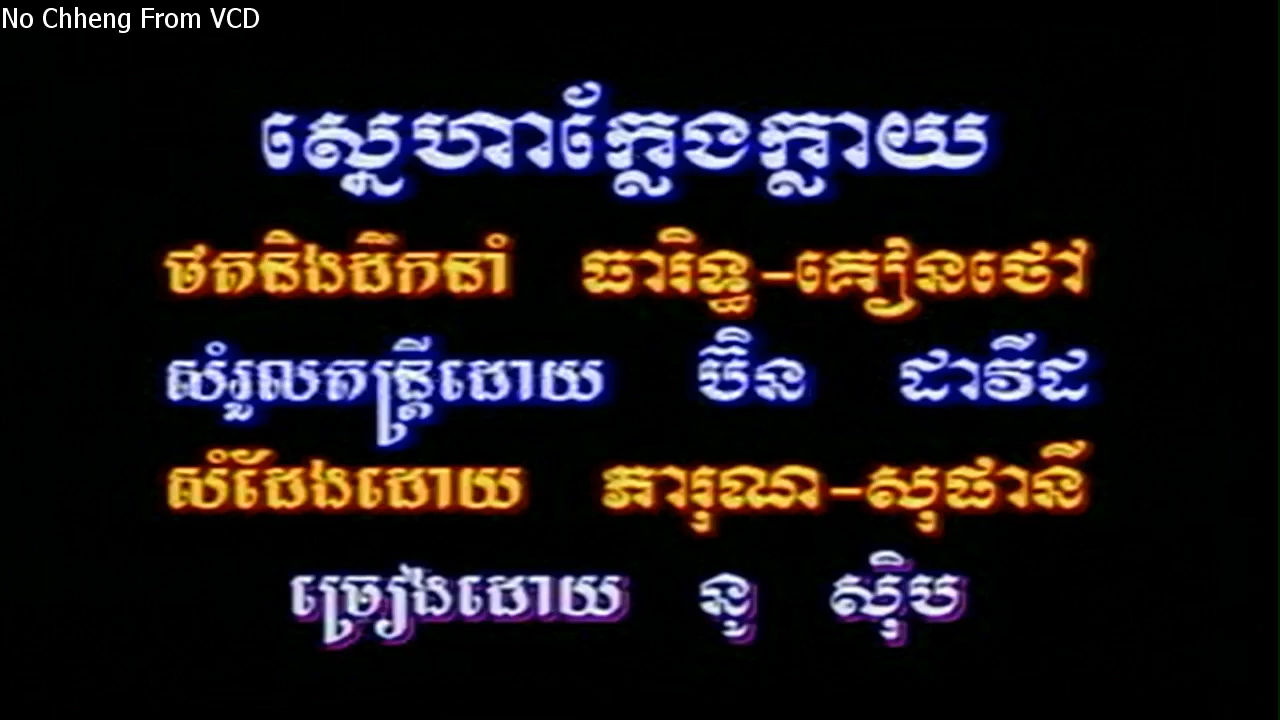 No Chheng From VCD
ស្នេហាក្លែងក្លាយ
ថតនិងដឹកនាំ ធារិទ្ធ-គឿនថៅ
សំរួលតន្ត្រីដោយ ប៊ិន ដាវីដ
សំដែងដោយ ភារុណ-សុផានី
ច្រៀងដោយ នូ ស៊ិប